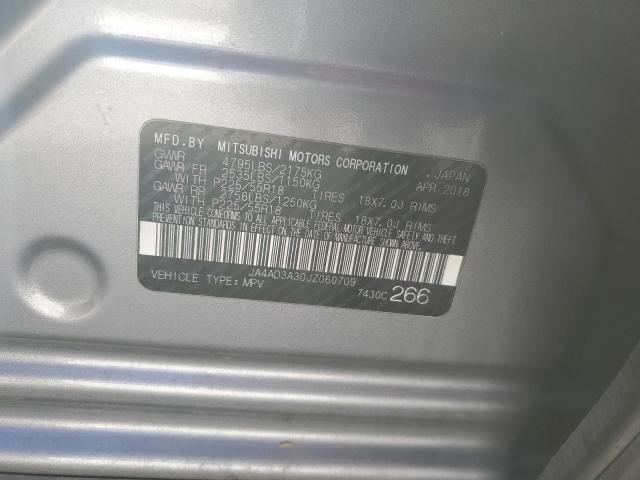 MFD.BY MITSUBISHI MOTORS CORPORATION , JAPAN
GVWR 4795LBS/2175KG APR 2018
GAWR FR 2535LBS/1150KG
WITH P225/55R18 TIRES 18X7.0J RIMS
GAWR RR 2756LBS/1250KG
WITH P225/55R18 TIRES 18X7.0J RIMS
THIS VEHICLE CONFORMS TO ALL APPLICABLE FEDERAL MOTOR VEHICLE SAFETY AND THEFT
PREVENTION STANDARDS IN EFFECT ON THE DATE OF MANUFACTURE SHOWN ABOVE.
JA4AD3A30JZ060709
VEHICLE TYPE:MPV 7430C 266